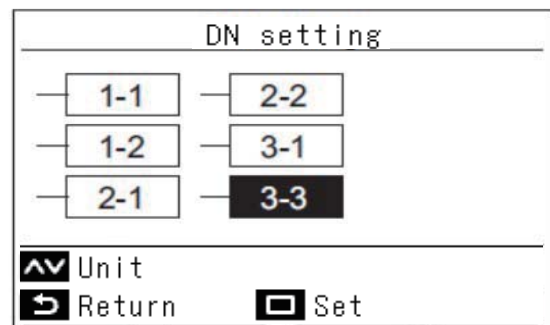 DN setting
1-1 2-2
1-2 3-1
2-1 3-3
Unit
Return Set